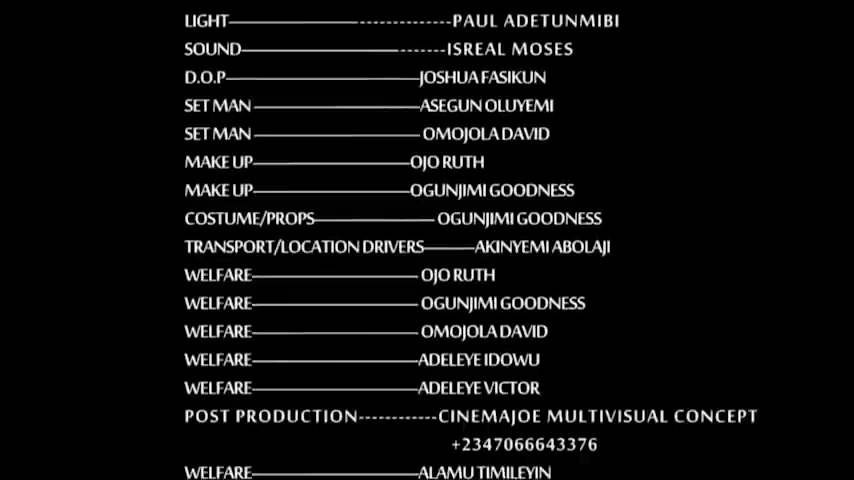 LIGHT------------------------PAUL ADETUNMIBI
SOUND------------------------ISREAL MOSES
D.O.P------------------------JOSHUA FASIKUN
SET MAN ---------------------ASEGUN OLUYEMI
SET MAN --------------------- OMOJOLA DAVID
MAKE UP---------------------OJO RUTH
MAKE UP---------------------OGUNJIMI GOODNESS
COSTUME/PROPS--------------- OGUNJIMI GOODNESS
TRANSPORT/LOCATION DRIVERS------AKINYEMI ABOLAJI
WELFARE--------------------- OJO RUTH
WELFARE--------------------- OGUNJIMI GOODNESS
WELFARE--------------------- OMOJOLA DAVID
WELFARE---------------------ADELEYE IDOWU
WELFARE---------------------ADELEYE VICTOR
POST PRODUCTION------------CINEMAJOE MULTIVISUAL CONCEPT
+2347066643376
WELFARE---------------------ALAMU TIMILEYIN